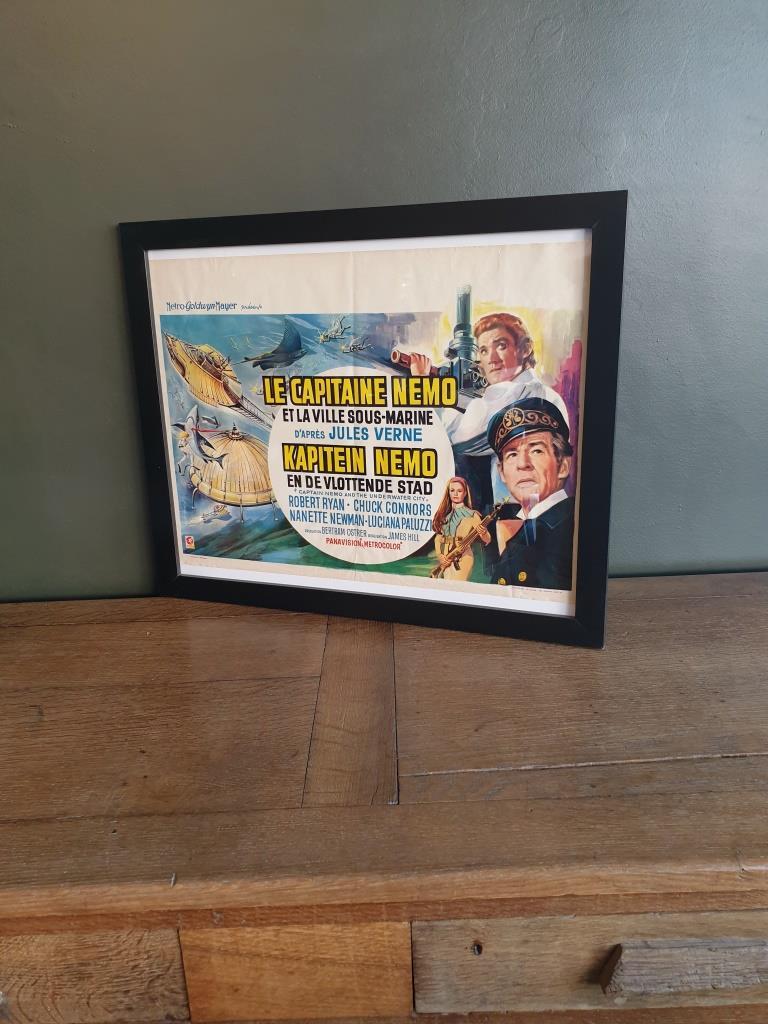 Metro-Goldwyn-Mayer
LE CAPITAINE NEMO
ET LA VILLE SOUS-MARINE
D'APRÈS JULES VERNE
KAPITEIN NEMO
EN DE VLOTTENDE STAD
"CAPTAIN NEMO AND THE UNDERWATER CITY"
ROBERT RYAN · CHUCK CONNORS
NANETTE NEWMAN · LUCIANA PALUZZI
BERTRAM OSTRER JAMES HILL
PANAVISION, METROCOLOR